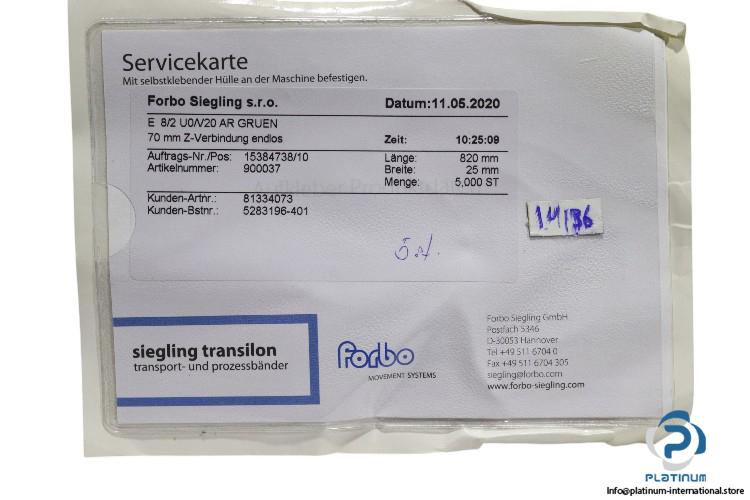 Servicekarte
Mit selbstklebender Hülle an der Maschine befestigen.
Forbo Siegling s.r.o. Datum:11.05.2020
E 8/2 U0/V20 AR GRUEN
70 mm Z-Verbindung endlos Zeit: 10:25:09
Auftrags-Nr./Pos: 15384738/10 Länge: 820 mm
Artikelnummer: 900037 Breite: 25 mm
Menge: 5,000 ST
Kunden-Artnr.: 81334073
Kunden-Bstnr.: 5283196-401
siegling transilon
transport- und prozessbänder
Forbo
MOVEMENT SYSTEMS
Forbo Siegling GmbH
Postfach 5346
D-30053 Hannover
Tel +49 511 6704 0
Fax +49 511 6704 305
siegling@forbo.com
www.forbo-siegling.com
PLATINUM
Info@platinum-international.store